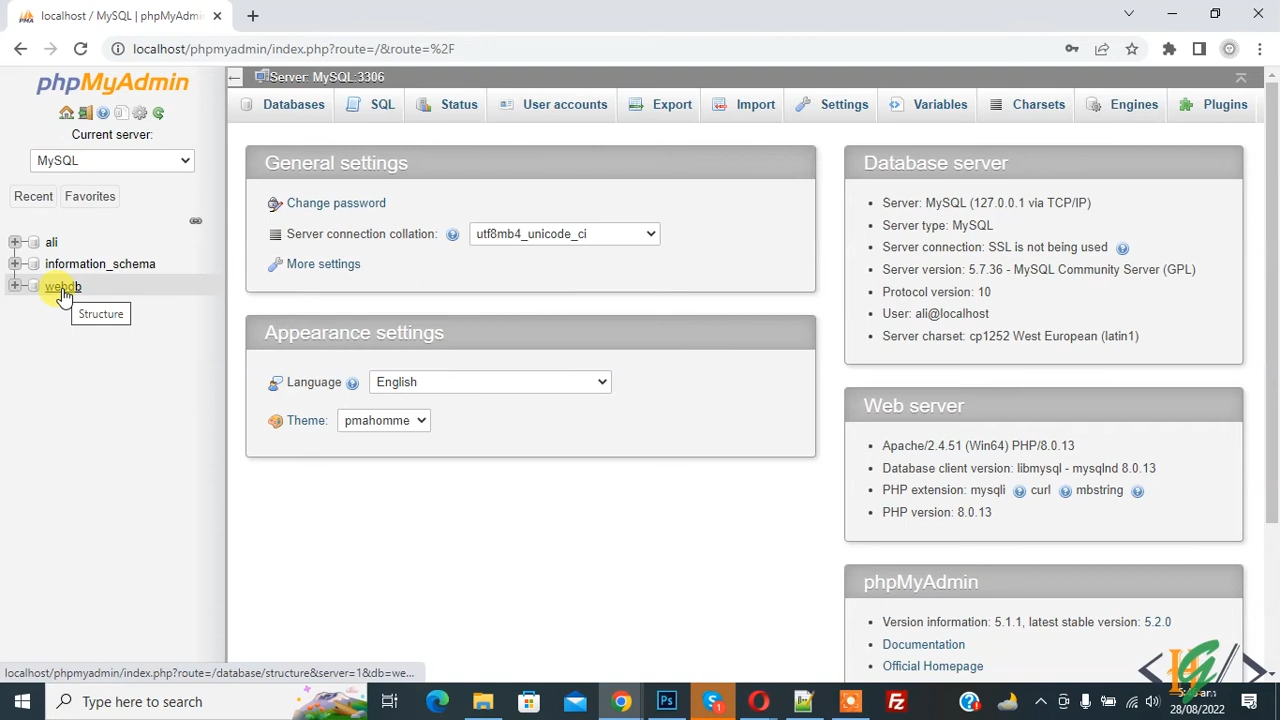 localhost / MySQL | phpMyAdmin
localhost/phpmyadmin/index.php?route=/&route=%2F
phpMyAdmin
Current server:
MySQL
Recent Favorites
ali
information_schema
webdb
Structure
Server: MySQL:3306
Databases SQL Status User accounts Export Import Settings Variables Charsets Engines Plugins
General settings
Change password
Server connection collation: utf8mb4_unicode_ci
More settings
Appearance settings
Language English
Theme: pmahomme
Database server
Server: MySQL (127.0.0.1 via TCP/IP)
Server type: MySQL
Server connection: SSL is not being used
Server version: 5.7.36 - MySQL Community Server (GPL)
Protocol version: 10
User: ali@localhost
Server charset: cp1252 West European (latin1)
Web server
Apache/2.4.51 (Win64) PHP/8.0.13
Database client version: libmysql - mysqlnd 8.0.13
PHP extension: mysqli curl mbstring
PHP version: 8.0.13
phpMyAdmin
Version information: 5.1.1, latest stable version: 5.2.0
Documentation
Official Homepage
localhost/phpmyadmin/index.php?route=/database/structure&server=1&db=we...
Type here to search
28/08/2022